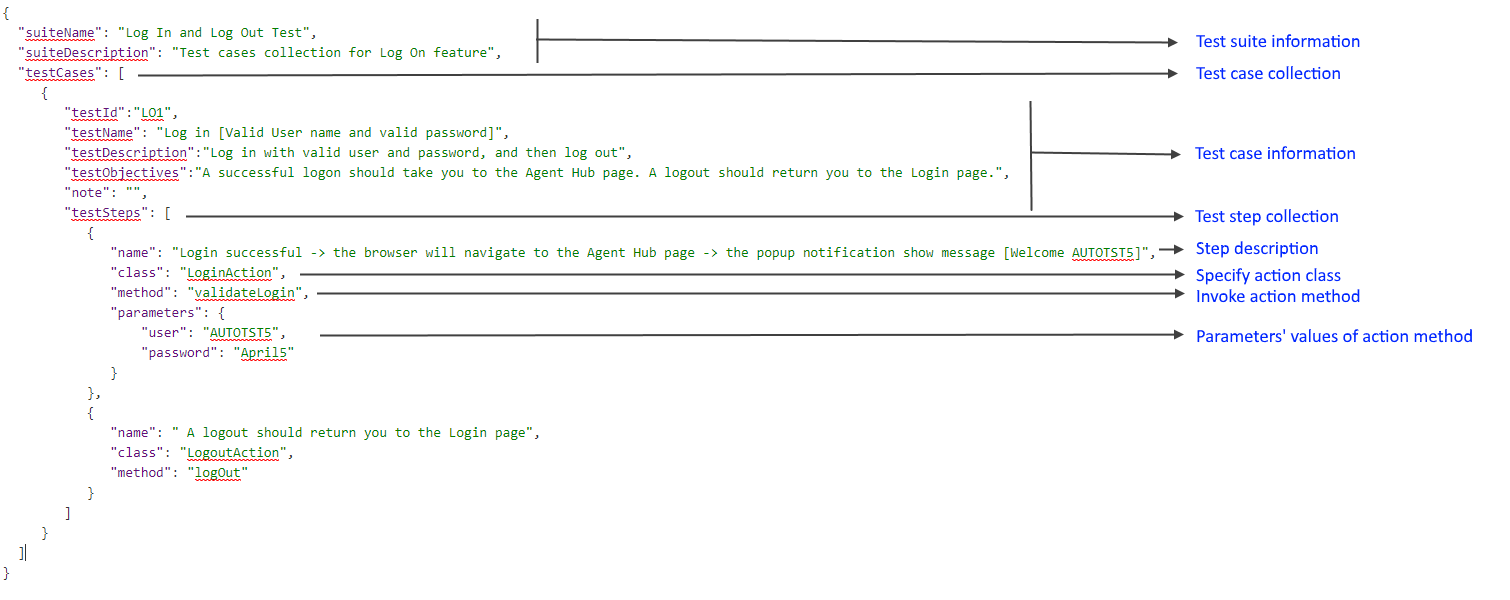 {
"suiteName": "Log In and Log Out Test",
"suiteDescription": "Test cases collection for Log On feature",
Test suite information
"testCases": [
Test case collection
{
"testId":"LO1",
"testName": "Log in [Valid User name and valid password]",
"testDescription":"Log in with valid user and password, and then log out",
Test case information
"testObjectives":"A successful logon should take you to the Agent Hub page. A logout should return you to the Login page.",
"note": "",
"testSteps": [
Test step collection
{
"name": "Login successful -> the browser will navigate to the Agent Hub page -> the popup notification show message [Welcome AUTOTST5]",
Step description
"class": "LoginAction",
Specify action class
"method": "validateLogin",
Invoke action method
"parameters": {
"user": "AUTOTST5",
Parameters' values of action method
"password": "April5"
}
},
{
"name": " A logout should return you to the Login page",
"class": "LogoutAction",
"method": "logOut"
}
]
}
]
}